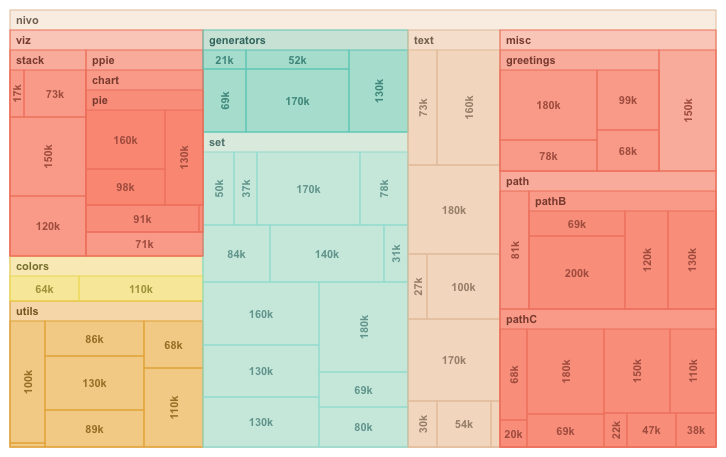 nivo
viz
stack
17k
73k
150k
120k
ppie
chart
pie
160k
98k
130k
91k
71k
colors
64k
110k
utils
100k
86k
130k
89k
68k
110k
generators
21k
52k
69k
170k
130k
set
50k
37k
170k
78k
84k
140k
31k
160k
130k
130k
180k
69k
80k
text
73k
160k
180k
27k
100k
170k
30k
54k
misc
greetings
180k
78k
99k
68k
150k
path
81k
pathB
69k
200k
120k
130k
pathC
68k
20k
180k
69k
150k
110k
22k
47k
38k